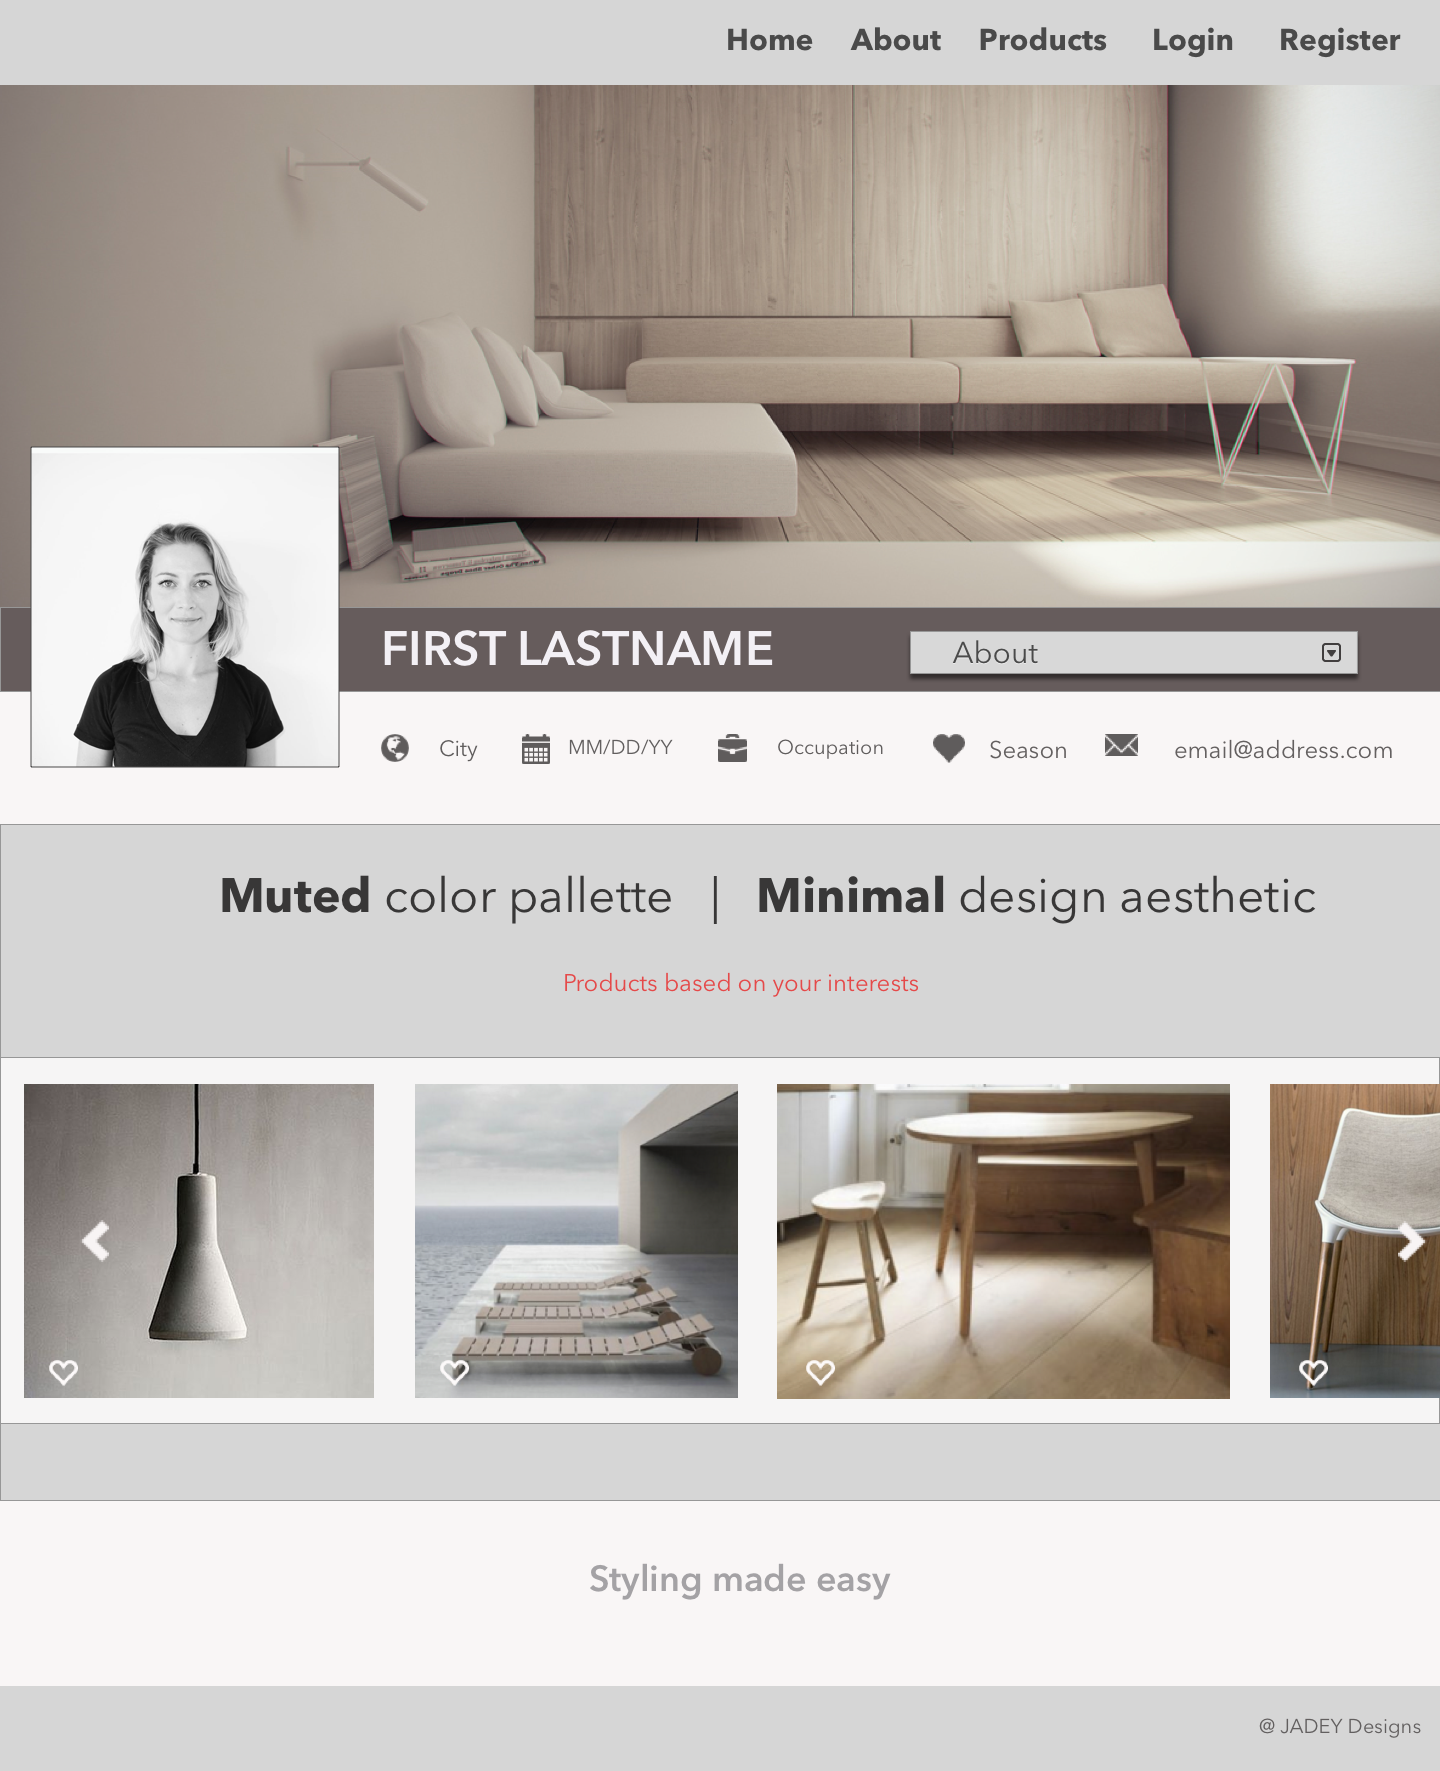 Home About Products Login Register
FIRST LASTNAME
About
City MM/DD/YY Occupation Season email@address.com
Muted color pallette | Minimal design aesthetic
Products based on your interests
Styling made easy
@ JADEY Designs